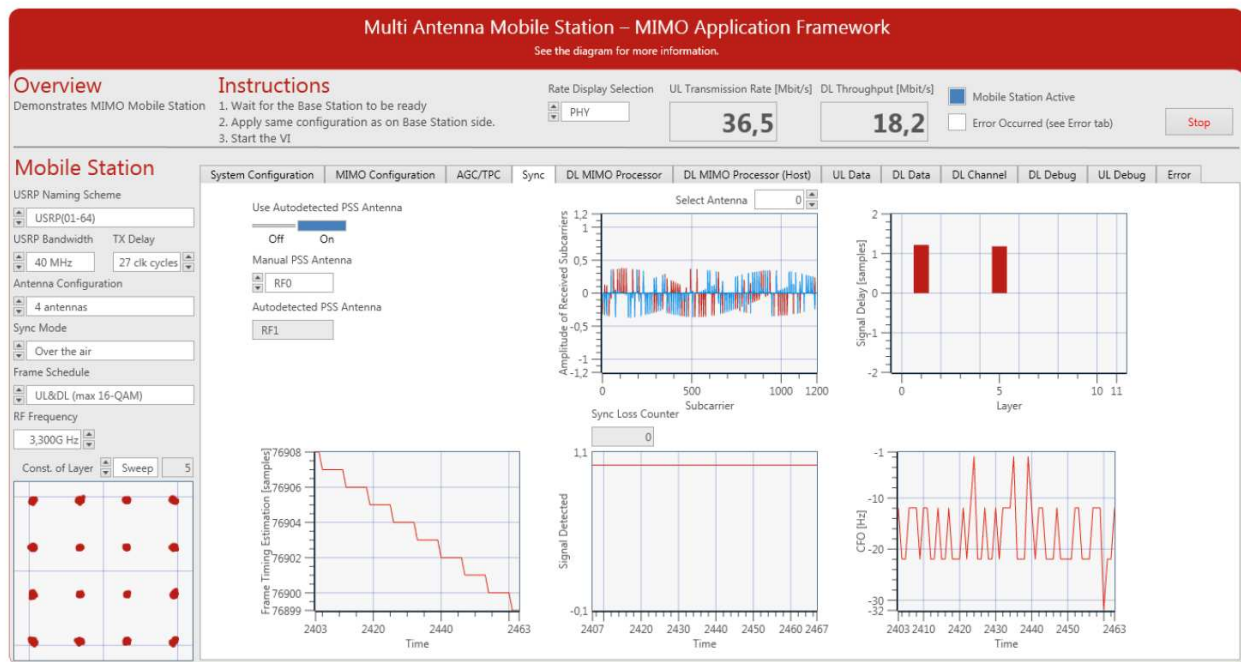 Multi Antenna Mobile Station – MIMO Application Framework
See the diagram for more information.
Overview
Demonstrates MIMO Mobile Station
Instructions
1. Wait for the Base Station to be ready
2. Apply same configuration as on Base Station side.
3. Start the VI
Rate Display Selection
PHY
UL Transmission Rate [Mbit/s]
36,5
DL Throughput [Mbit/s]
18,2
Mobile Station Active
Error Occurred (see Error tab)
Stop
Mobile Station
USRP Naming Scheme
USRP(01-64)
USRP Bandwidth TX Delay
40 MHz 27 clk cycles
Antenna Configuration
4 antennas
Sync Mode
Over the air
Frame Schedule
UL&DL (max 16-QAM)
RF Frequency
3,300G Hz
Const. of Layer Sweep 5
System Configuration MIMO Configuration AGC/TPC Sync DL MIMO Processor DL MIMO Processor (Host) UL Data DL Data DL Channel DL Debug UL Debug Error
Use Autodetected PSS Antenna
Off On
Manual PSS Antenna
RF0
Autodetected PSS Antenna
RF1
Select Antenna 0
Amplitude of Received Subcarriers
1,2
1
0,5
0
-0,5
-1
-1,2
0 500 1000 1200
Subcarrier
Signal Delay [samples]
2
1
0
-1
-2
0 5 10 11
Layer
Sync Loss Counter
0
Frame Timing Estimation [samples]
76908
76906
76904
76902
76900
76899
2403 2420 2440 2463
Time
Signal Detected
1,1
-0,1
2407 2420 2430 2440 2450 2460 2467
Time
CFO [Hz]
-1
-10
-20
-30
-32
2403 2410 2420 2430 2440 2450 2463
Time